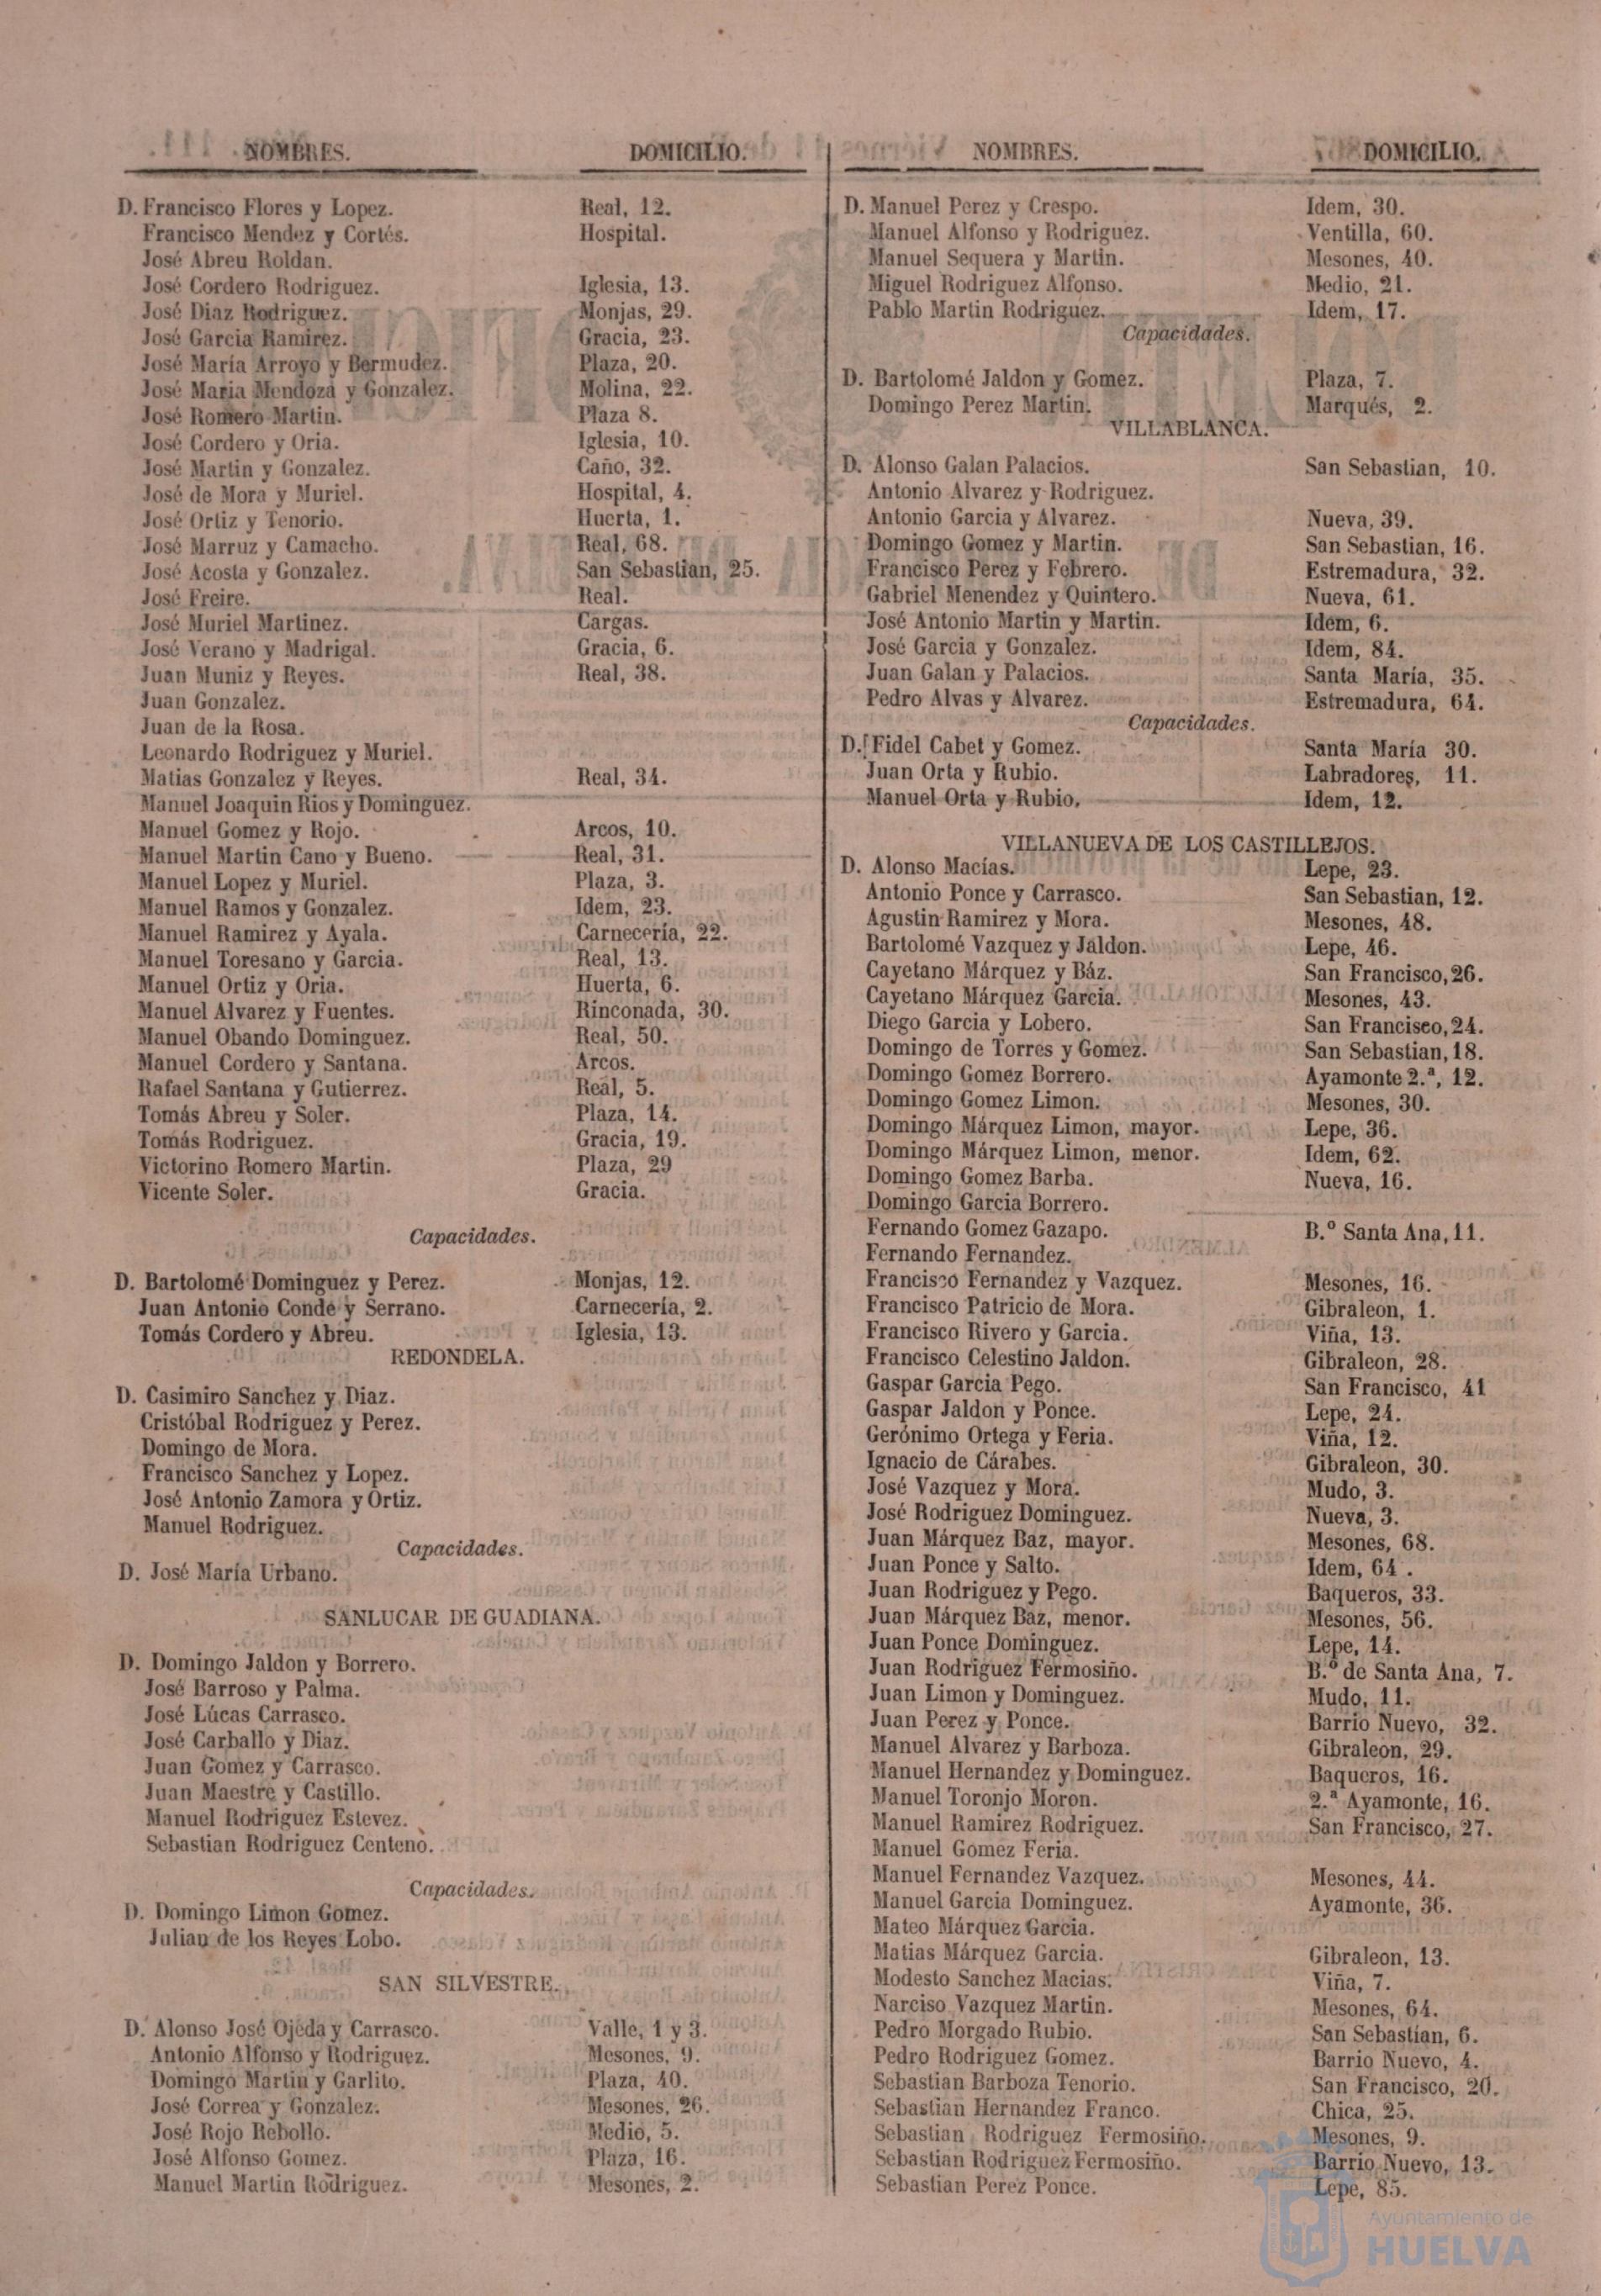 NOMBRES. DOMICILIO.
D. Francisco Flores y Lopez. Real, 12.
Francisco Mendez y Cortés. Hospital.
José Abreu Roldan.
José Cordero Rodriguez. Iglesia, 13.
José Diaz Rodriguez. Monjas, 29.
José Garcia Ramirez. Gracia, 23.
José María Arroyo y Bermudez. Plaza, 20.
José Maria Mendoza y Gonzalez. Molina, 22.
José Romero Martin. Plaza 8.
José Cordero y Oria. Iglesia, 10.
José Martin y Gonzalez. Caño, 32.
José de Mora y Muriel. Hospital, 4.
José Ortiz y Tenorio. Huerta, 1.
José Marruz y Camacho. Real, 68.
José Acosta y Gonzalez. San Sebastian, 25.
José Freire. Real.
José Muriel Martinez. Cargas.
José Verano y Madrigal. Gracia, 6.
Juan Muniz y Reyes. Real, 38.
Juan Gonzalez.
Juan de la Rosa.
Leonardo Rodriguez y Muriel.
Matias Gonzalez y Reyes. Real, 34.
Manuel Joaquin Rios y Dominguez.
Manuel Gomez y Rojo. Arcos, 10.
Manuel Martin Cano y Bueno. Real, 31.
Manuel Lopez y Muriel. Plaza, 3.
Manuel Ramos y Gonzalez. Idem, 23.
Manuel Ramirez y Ayala. Carnecería, 22.
Manuel Toresano y Garcia. Real, 13.
Manuel Ortiz y Oria. Huerta, 6.
Manuel Alvarez y Fuentes. Rinconada, 30.
Manuel Obando Dominguez. Real, 50.
Manuel Cordero y Santana. Arcos.
Rafael Santana y Gutierrez. Real, 5.
Tomás Abreu y Soler. Plaza, 14.
Tomás Rodriguez. Gracia, 19.
Victorino Romero Martin. Plaza, 29
Vicente Soler. Gracia.
Capacidades.
D. Bartolomé Dominguez y Perez. Monjas, 12.
Juan Antonio Conde y Serrano. Carnecería, 2.
Tomás Cordero y Abreu. Iglesia, 13.
REDONDELA.
D. Casimiro Sanchez y Diaz.
Cristóbal Rodriguez y Perez.
Domingo de Mora.
Francisco Sanchez y Lopez.
José Antonio Zamora y Ortiz.
Manuel Rodriguez.
Capacidades.
D. José María Urbano.
SANLUCAR DE GUADIANA.
D. Domingo Jaldon y Borrero.
José Barroso y Palma.
José Lúcas Carrasco.
José Carballo y Diaz.
Juan Gomez y Carrasco.
Juan Maestre y Castillo.
Manuel Rodriguez Estevez.
Sebastian Rodriguez Centeno.
Capacidades.
D. Domingo Limon Gomez.
Julian de los Reyes Lobo.
SAN SILVESTRE.
D. Alonso José Ojeda y Carrasco. Valle, 1 y 3.
Antonio Alfonso y Rodriguez. Mesones, 9.
Domingo Martin y Garlito. Plaza, 40.
José Correa y Gonzalez. Mesones, 26.
José Rojo Rebollo. Medio, 5.
José Alfonso Gomez. Plaza, 16.
Manuel Martin Rodriguez. Mesones, 2.
NOMBRES. DOMICILIO.
D. Manuel Perez y Crespo. Idem, 30.
Manuel Alfonso y Rodriguez. Ventilla, 60.
Manuel Sequera y Martin. Mesones, 40.
Miguel Rodriguez Alfonso. Medio, 21.
Pablo Martin Rodriguez. Idem, 17.
Capacidades.
D. Bartolomé Jaldon y Gomez. Plaza, 7.
Domingo Perez Martin. Marqués, 2.
VILLABLANCA.
D. Alonso Galan Palacios. San Sebastian, 10.
Antonio Alvarez y Rodriguez.
Antonio Garcia y Alvarez. Nueva, 39.
Domingo Gomez y Martin. San Sebastian, 16.
Francisco Perez y Febrero. Estremadura, 32.
Gabriel Menendez y Quintero. Nueva, 61.
José Antonio Martin y Martin. Idem, 6.
José Garcia y Gonzalez. Idem, 84.
Juan Galan y Palacios. Santa María, 35.
Pedro Alvas y Alvarez. Estremadura, 64.
Capacidades.
D. Fidel Cabet y Gomez. Santa María 30.
Juan Orta y Rubio. Labradores, 11.
Manuel Orta y Rubio, Idem, 12.
VILLANUEVA DE LOS CASTILLEJOS.
D. Alonso Macías. Lepe, 23.
Antonio Ponce y Carrasco. San Sebastian, 12.
Agustin Ramirez y Mora. Mesones, 48.
Bartolomé Vazquez y Jaldon. Lepe, 46.
Cayetano Márquez y Báz. San Francisco, 26.
Cayetano Márquez Garcia. Mesones, 43.
Diego Garcia y Lobero. San Francisco, 24.
Domingo de Torres y Gomez. San Sebastian, 18.
Domingo Gomez Borrero. Ayamonte 2.ª, 12.
Domingo Gomez Limon. Mesones, 30.
Domingo Márquez Limon, mayor. Lepe, 36.
Domingo Márquez Limon, menor. Idem, 62.
Domingo Gomez Barba. Nueva, 16.
Domingo Garcia Borrero.
Fernando Gomez Gazapo. B.º Santa Ana, 11.
Fernando Fernandez.
Francisco Fernandez y Vazquez. Mesones, 16.
Francisco Patricio de Mora. Gibraleon, 1.
Francisco Rivero y Garcia. Viña, 13.
Francisco Celestino Jaldon. Gibraleon, 28.
Gaspar Garcia Pego. San Francisco, 41
Gaspar Jaldon y Ponce. Lepe, 24.
Gerónimo Ortega y Feria. Viña, 12.
Ignacio de Cárabes. Gibraleon, 30.
José Vazquez y Mora. Mudo, 3.
José Rodriguez Dominguez. Nueva, 3.
Juan Márquez Baz, mayor. Mesones, 68.
Juan Ponce y Salto. Idem, 64.
Juan Rodriguez y Pego. Baqueros, 33.
Juan Márquez Baz, menor. Mesones, 56.
Juan Ponce Dominguez. Lepe, 14.
Juan Rodriguez Fermosiño. B.º de Santa Ana, 7.
Juan Limon y Dominguez. Mudo, 11.
Juan Perez y Ponce. Barrio Nuevo, 32.
Manuel Alvarez y Barboza. Gibraleon, 29.
Manuel Hernandez y Dominguez. Baqueros, 16.
Manuel Toronjo Moron. 2.ª Ayamonte, 16.
Manuel Ramirez Rodriguez. San Francisco, 27.
Manuel Gomez Feria.
Manuel Fernandez Vazquez. Mesones, 44.
Manuel Garcia Dominguez. Ayamonte, 36.
Mateo Márquez Garcia.
Matias Márquez Garcia. Gibraleon, 13.
Modesto Sanchez Macias. Viña, 7.
Narciso Vazquez Martin. Mesones, 64.
Pedro Morgado Rubio. San Sebastian, 6.
Pedro Rodriguez Gomez. Barrio Nuevo, 4.
Sebastian Barboza Tenorio. San Francisco, 20.
Sebastian Hernandez Franco. Chica, 25.
Sebastian Rodriguez Fermosiño. Mesones, 9.
Sebastian Rodriguez Fermosiño. Barrio Nuevo, 13.
Sebastian Perez Ponce. Lepe, 85.
Ayuntamiento de
HUELVA